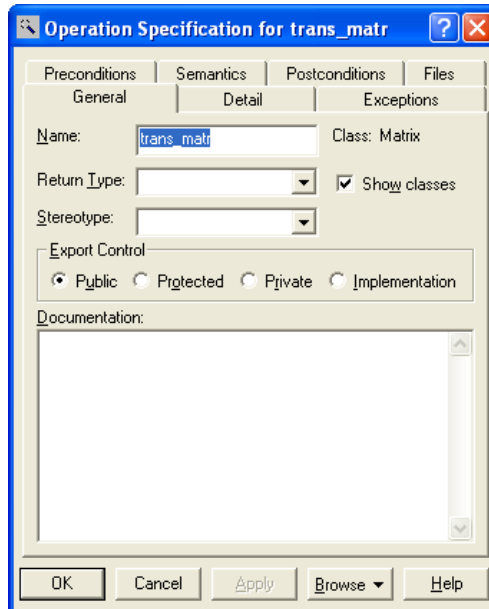 Operation Specification for trans_matr
Preconditions Semantics Postconditions Files
General Detail Exceptions
Name: trans_matr Class: Matrix
Return Type: Show classes
Stereotype:
Export Control
Public Protected Private Implementation
Documentation:
OK Cancel Apply Browse Help